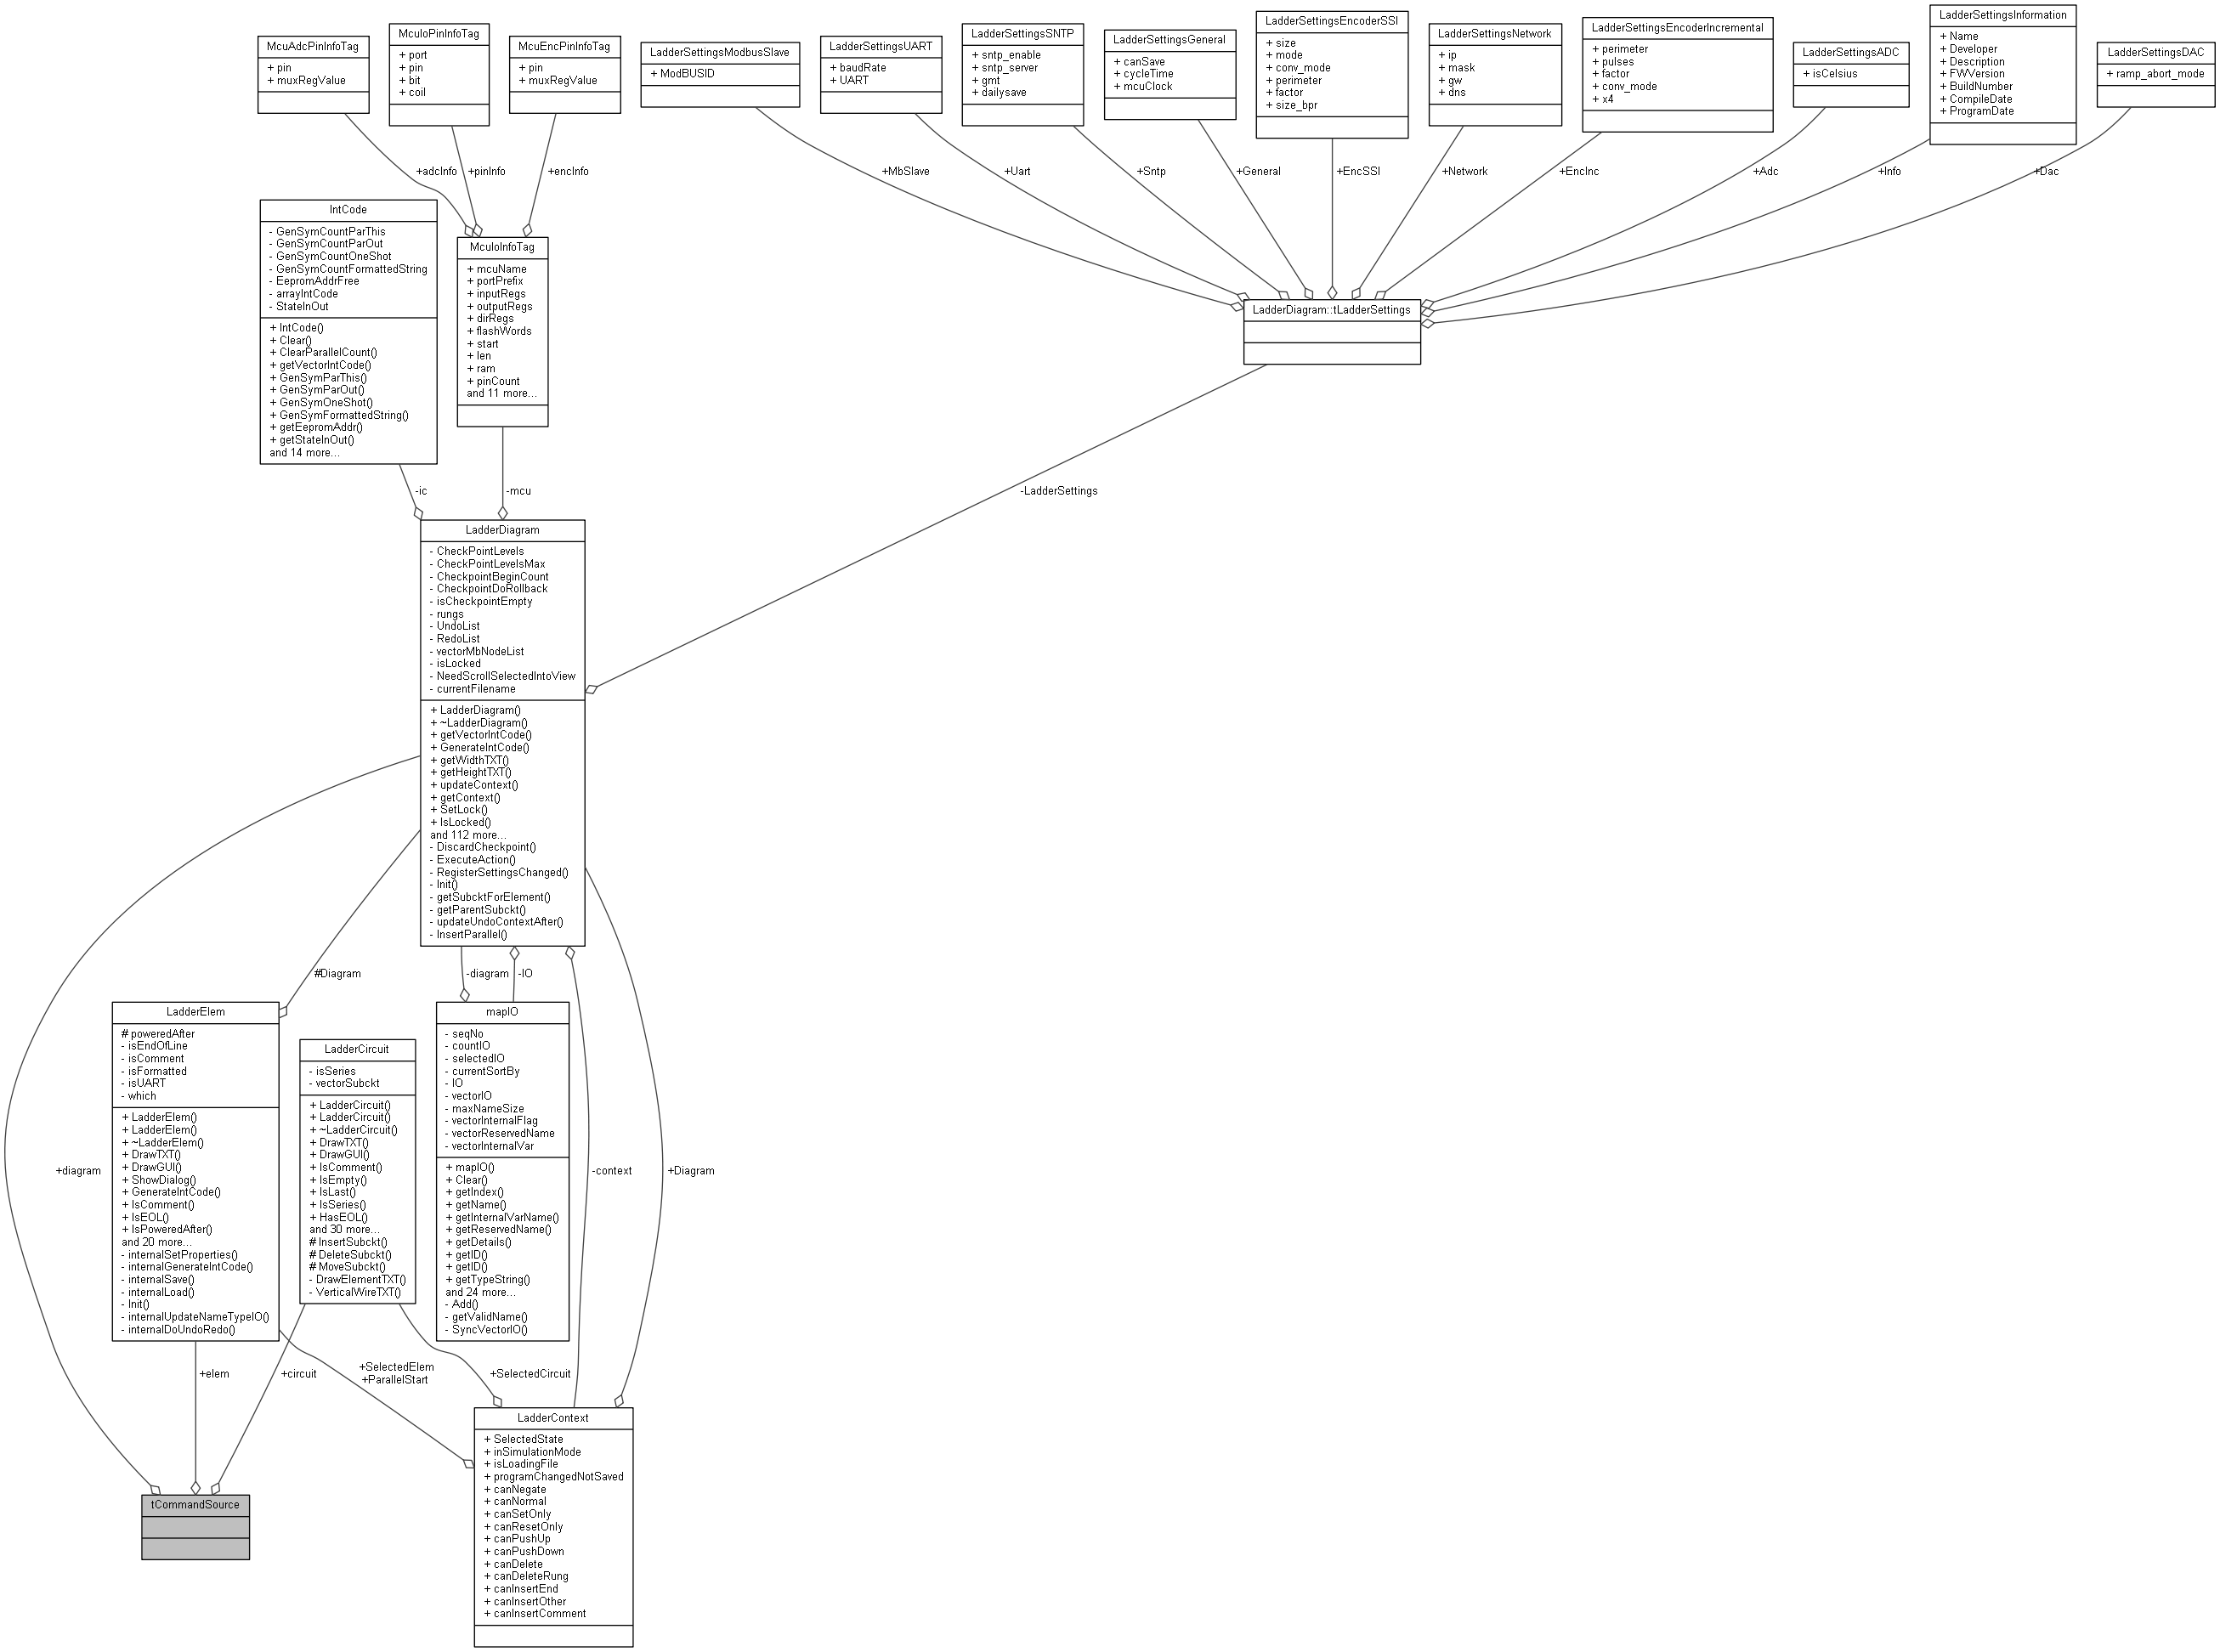 McuAdcPinInfoTag
+ pin
+ muxRegValue
McuIoPinInfoTag
+ port
+ pin
+ bit
+ coil
McuEncPinInfoTag
+ pin
+ muxRegValue
LadderSettingsModbusSlave
+ ModBUSID
LadderSettingsUART
+ baudRate
+ UART
LadderSettingsSNTP
+ sntp_enable
+ sntp_server
+ gmt
+ dailysave
LadderSettingsGeneral
+ canSave
+ cycleTime
+ mcuClock
LadderSettingsEncoderSSI
+ size
+ mode
+ conv_mode
+ perimeter
+ factor
+ size_bpr
LadderSettingsNetwork
+ ip
+ mask
+ gw
+ dns
LadderSettingsEncoderIncremental
+ perimeter
+ pulses
+ factor
+ conv_mode
+ x4
LadderSettingsADC
+ isCelsius
LadderSettingsInformation
+ Name
+ Developer
+ Description
+ FWVersion
+ BuildNumber
+ CompileDate
+ ProgramDate
LadderSettingsDAC
+ ramp_abort_mode
+adcInfo
+pinInfo
+encInfo
+MbSlave
+Uart
+Sntp
+General
+EncSSI
+Network
+EncInc
+Adc
+Info
+Dac
IntCode
- GenSymCountParThis
- GenSymCountParOut
- GenSymCountOneShot
- GenSymCountFormattedString
- EepromAddrFree
- arrayIntCode
- StateInOut
+ IntCode()
+ Clear()
+ ClearParallelCount()
+ getVectorIntCode()
+ GenSymParThis()
+ GenSymParOut()
+ GenSymOneShot()
+ GenSymFormattedString()
+ getEepromAddr()
+ getStateInOut()
and 14 more...
McuIoInfoTag
+ mcuName
+ portPrefix
+ inputRegs
+ outputRegs
+ dirRegs
+ flashWords
+ start
+ len
+ ram
+ pinCount
and 11 more...
LadderDiagram::tLadderSettings
-ic
-mcu
-LadderSettings
LadderDiagram
- CheckPointLevels
- CheckPointLevelsMax
- CheckpointBeginCount
- CheckpointDoRollback
- isCheckpointEmpty
- rungs
- UndoList
- RedoList
- vectorMbNodeList
- isLocked
- NeedScrollSelectedIntoView
- currentFilename
+ LadderDiagram()
+ ~LadderDiagram()
+ getVectorIntCode()
+ GenerateIntCode()
+ getWidthTXT()
+ getHeightTXT()
+ updateContext()
+ getContext()
+ SetLock()
+ IsLocked()
and 112 more...
- DiscardCheckpoint()
- ExecuteAction()
- RegisterSettingsChanged()
- Init()
- getSubcktForElement()
- getParentSubckt()
- updateUndoContextAfter()
- InsertParallel()
#Diagram
-diagram
-IO
LadderElem
# poweredAfter
- isEndOfLine
- isComment
- isFormatted
- isUART
- which
+ LadderElem()
+ LadderElem()
+ ~LadderElem()
+ DrawTXT()
+ DrawGUI()
+ ShowDialog()
+ GenerateIntCode()
+ IsComment()
+ IsEOL()
+ IsPoweredAfter()
and 20 more...
- internalSetProperties()
- internalGenerateIntCode()
- internalSave()
- internalLoad()
- Init()
- internalUpdateNameTypeIO()
- internalDoUndoRedo()
LadderCircuit
- isSeries
- vectorSubckt
+ LadderCircuit()
+ LadderCircuit()
+ ~LadderCircuit()
+ DrawTXT()
+ DrawGUI()
+ IsComment()
+ IsEmpty()
+ IsLast()
+ IsSeries()
+ HasEOL()
and 30 more...
# InsertSubckt()
# DeleteSubckt()
# MoveSubckt()
- DrawElementTXT()
- VerticalWireTXT()
mapIO
- seqNo
- countIO
- selectedIO
- currentSortBy
- IO
- vectorIO
- maxNameSize
- vectorInternalFlag
- vectorReservedName
- vectorInternalVar
+ mapIO()
+ Clear()
+ getIndex()
+ getName()
+ getInternalVarName()
+ getReservedName()
+ getDetails()
+ getID()
+ getID()
+ getTypeString()
and 24 more...
- Add()
- getValidName()
- SyncVectorIO()
+diagram
-context
+Diagram
+elem
+circuit
+SelectedElem
+ParallelStart
+SelectedCircuit
tCommandSource
LadderContext
+ SelectedState
+ inSimulationMode
+ isLoadingFile
+ programChangedNotSaved
+ canNegate
+ canNormal
+ canSetOnly
+ canResetOnly
+ canPushUp
+ canPushDown
+ canDelete
+ canDeleteRung
+ canInsertEnd
+ canInsertOther
+ canInsertComment